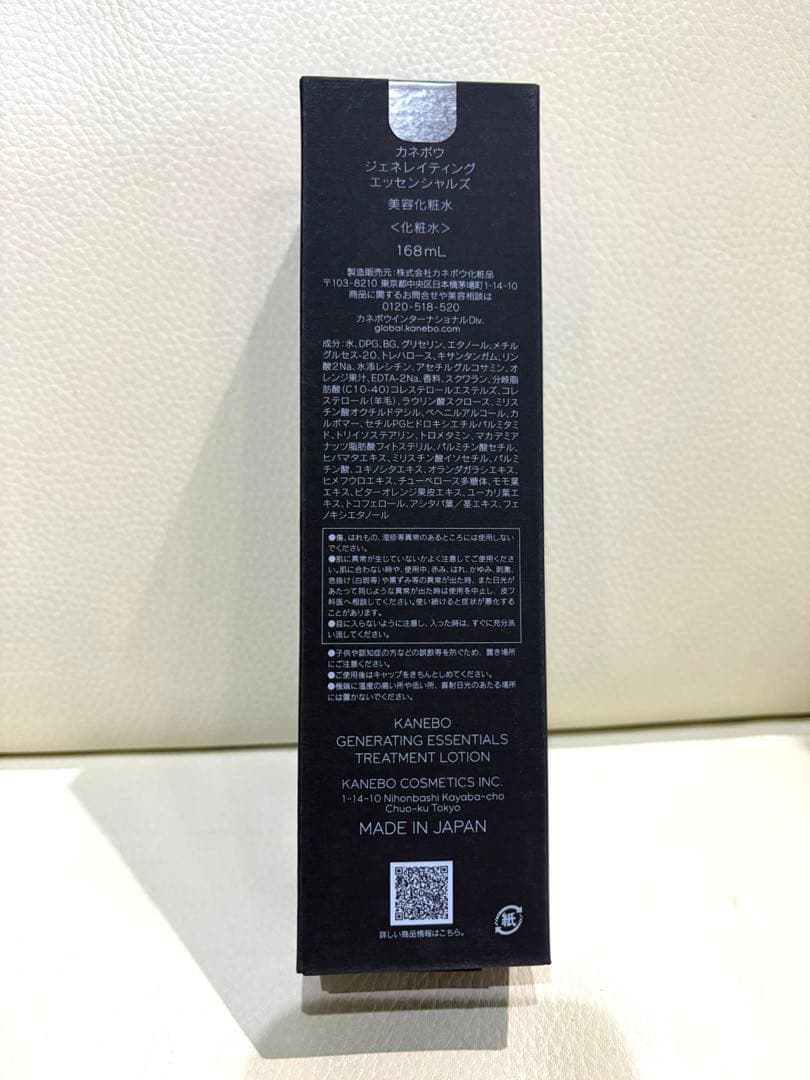 カネボウ
ジェネレイティング
エッセンシャルズ
美容化粧水
＜化粧水＞
168mL
製造販売元：株式会社カネボウ化粧品
〒103-8210 東京都中央区日本橋茅場町1-14-10
商品に関するお問合せや美容相談は
0120-518-520
カネボウインターナショナルDiv.
global.kanebo.com
成分：水、DPG、BG、グリセリン、エタノール、メチル
グルセス-20、トレハロース、キサンタンガム、リン
酸2Na、水添レシチン、アセチルグルコサミン、オ
レンジ果汁、EDTA-2Na、香料、スクワラン、分岐脂
肪酸（C10-40）コレステロールエステルズ、コレ
ステロール（羊毛）、ラウリン酸スクロース、ミリス
チン酸オクチルドデシル、ベヘニルアルコール、カ
ルボマー、セチルPGヒドロキシエチルパルミタミ
ド、トリイソステアリン、トロメタミン、マカデミア
ナッツ脂肪酸フィトステリル、パルミチン酸セチル、
ヒバマタエキス、ミリスチン酸イソセチル、パルミ
チン酸、ユキノシタエキス、オランダガラシエキス、
ヒメフウロエキス、チューベロース多糖体、モモ葉
エキス、ビターオレンジ果皮エキス、ユーカリ葉エ
キス、トコフェロール、アシタバ葉／茎エキス、フェ
ノキシエタノール
●傷、はれもの、湿疹等異常のあるところには使用しない
でください。
●肌に異常が生じていないかよく注意してご使用くださ
い。肌に合わない時や、使用中、赤み、はれ、かゆみ、刺激、
色抜け（白斑等）や黒ずみ等の異常が出た時、また日光が
あたって同じような異常が出た時は使用を中止し、皮フ
科医へ相談してください。使い続けると症状が悪化する
ことがあります。
●目に入らないように注意し、入った時は、すぐに充分洗
い流してください。
●子供や認知症の方などの誤飲等を防ぐため、置き場所
にご注意ください。
●ご使用後はキャップをきちんとしめてください。
●極端に温度の高い所や低い所、直射日光のあたる場所
には置かないでください。
KANEBO
GENERATING ESSENTIALS
TREATMENT LOTION
KANEBO COSMETICS INC.
1-14-10 Nihonbashi Kayaba-cho
Chuo-ku Tokyo
MADE IN JAPAN
紙
詳しい商品情報はこちら。